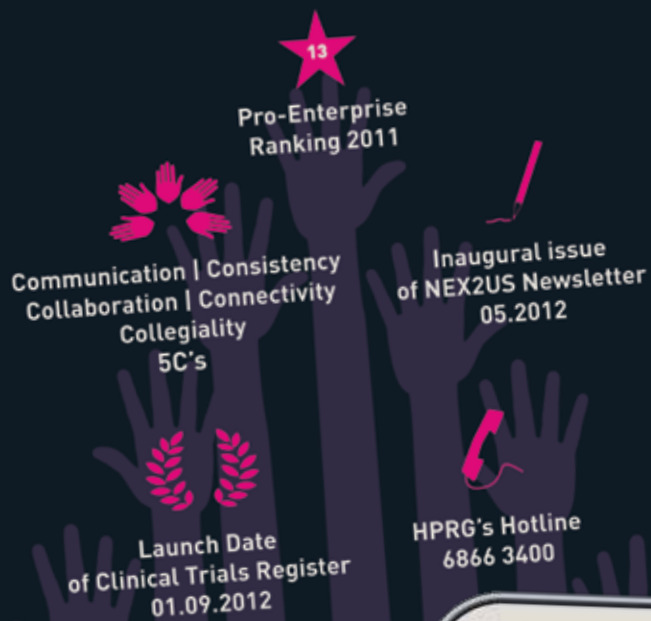 13
Pro-Enterprise
Ranking 2011
Communication | Consistency
Collaboration | Connectivity
Collegiality
5C's
Inaugural issue
of NEX2US Newsletter
05.2012
Launch Date
of Clinical Trials Register
01.09.2012
HPRG's Hotline
6866 3400